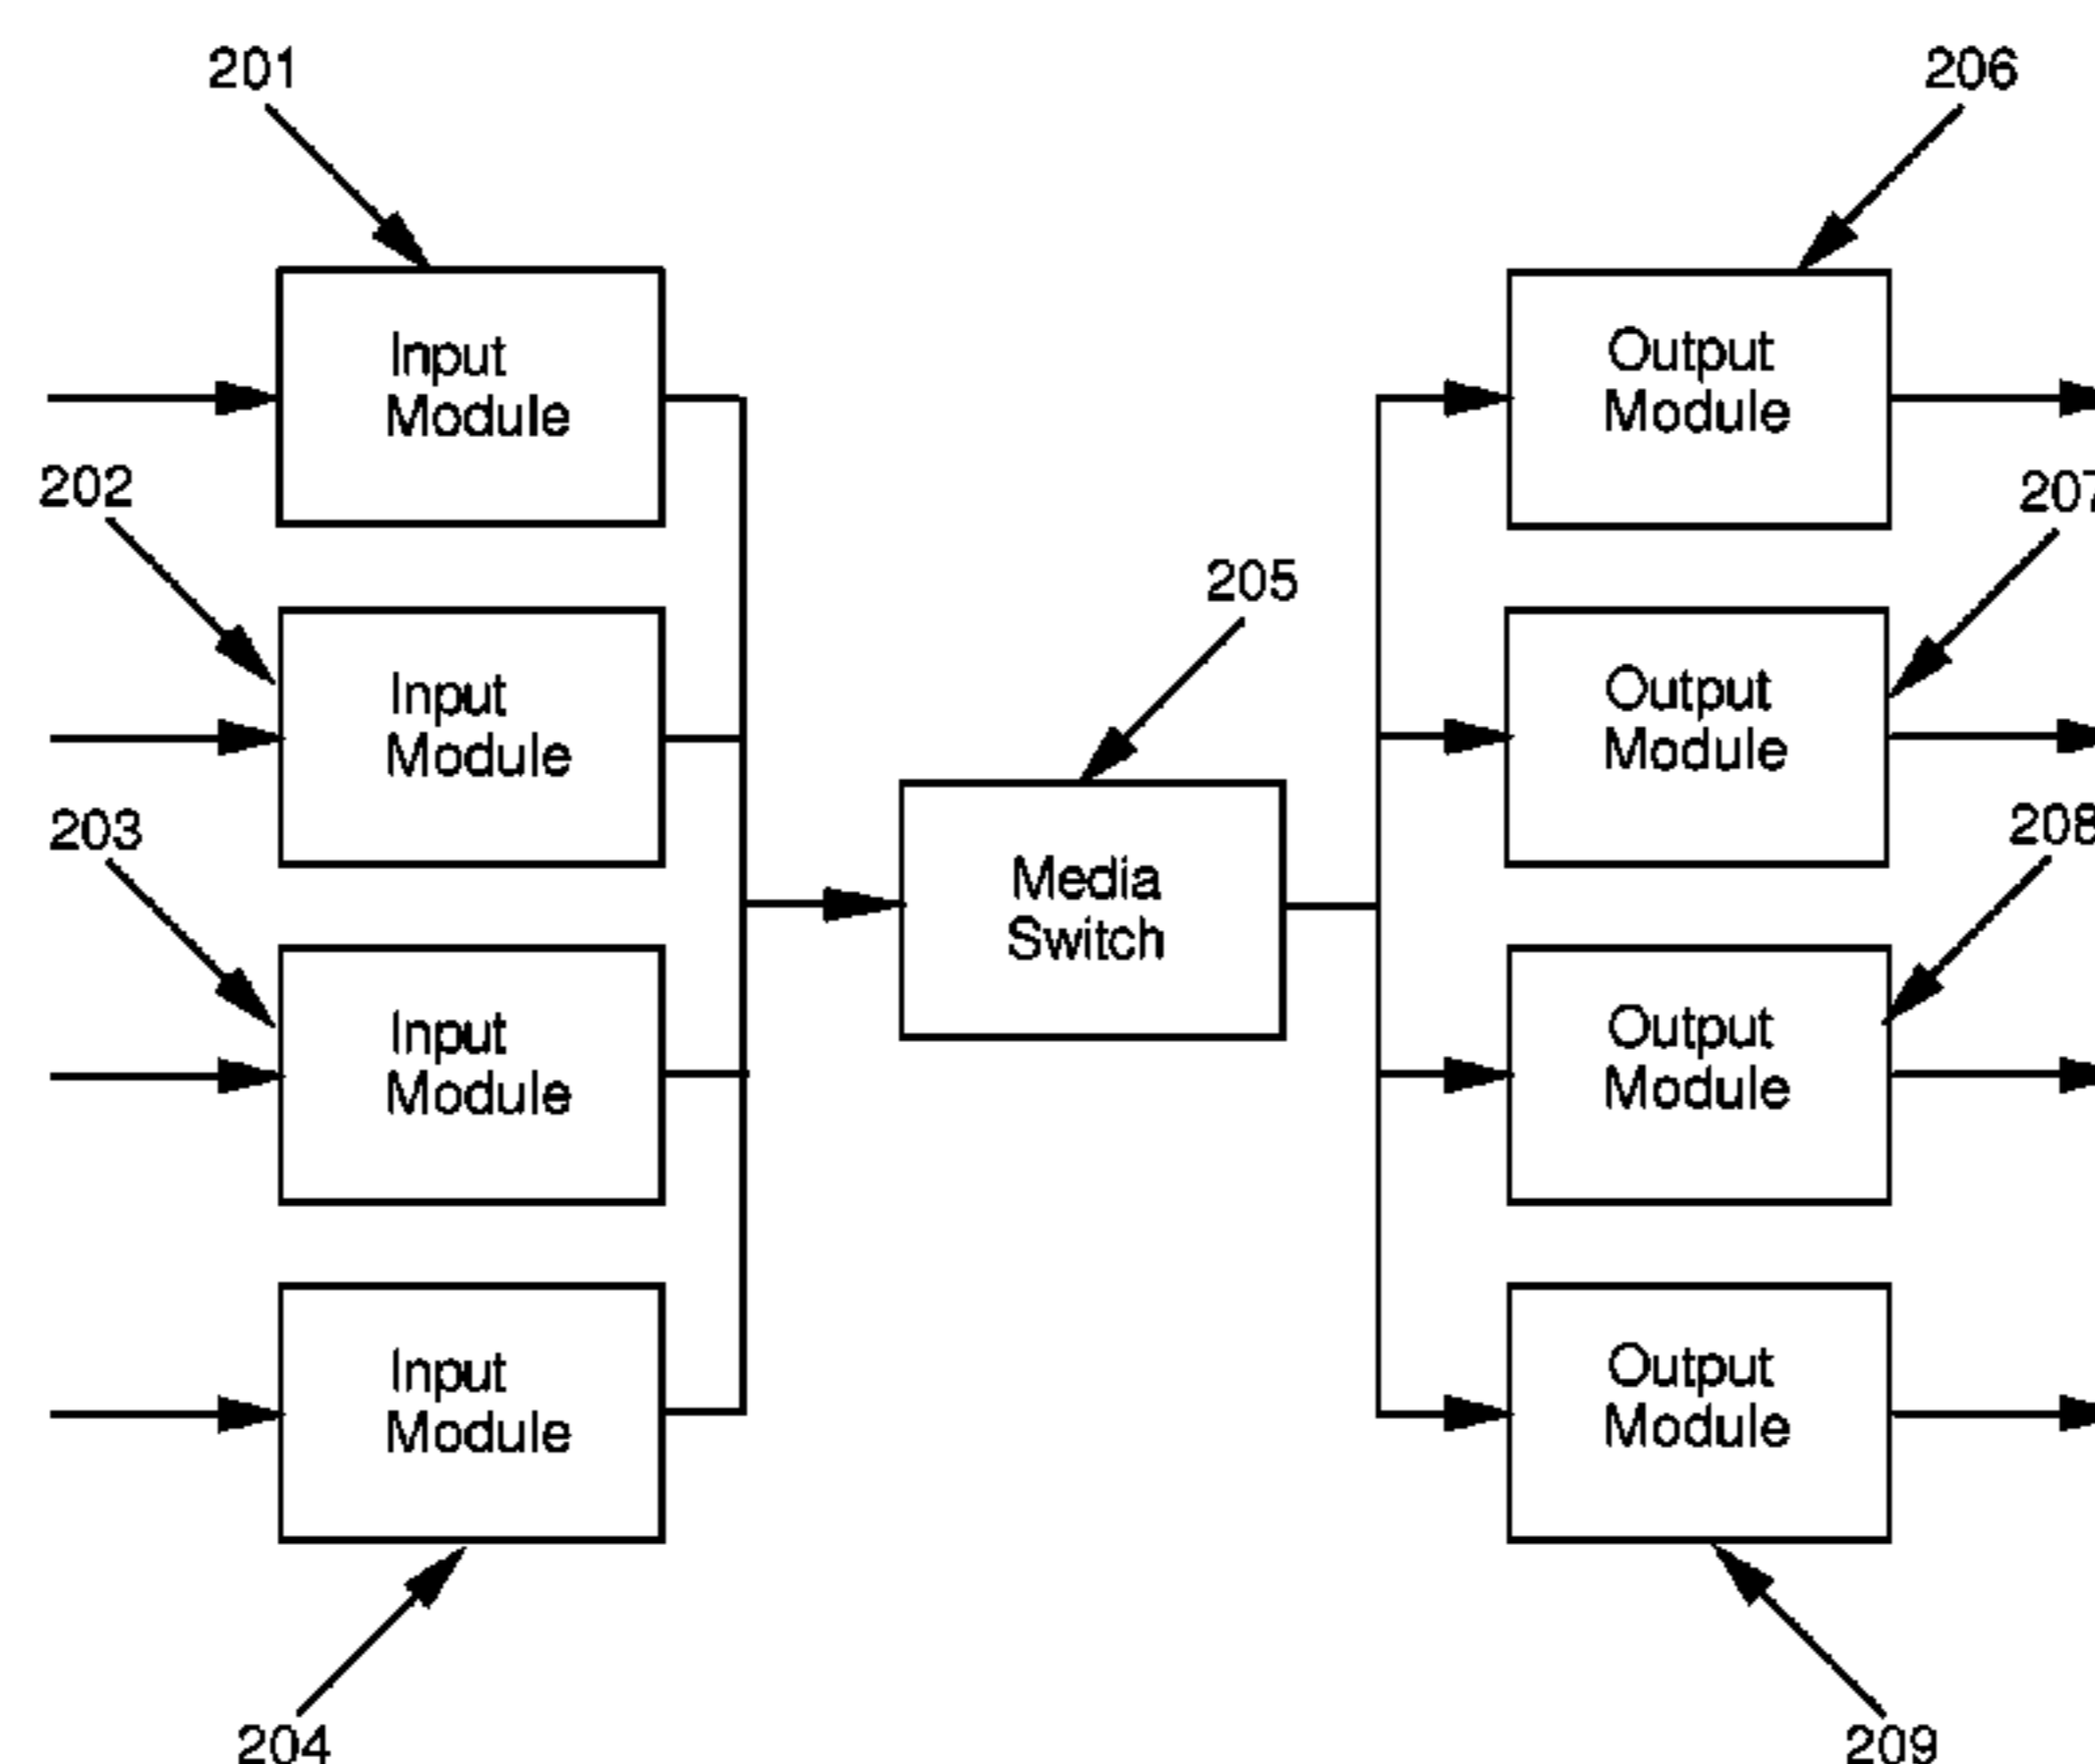 201
206
Input
Module
Output
Module
202
207
205
Input
Module
Output
Module
203
208
Media
Switch
Input
Module
Output
Module
Input
Module
Output
Module
204
209